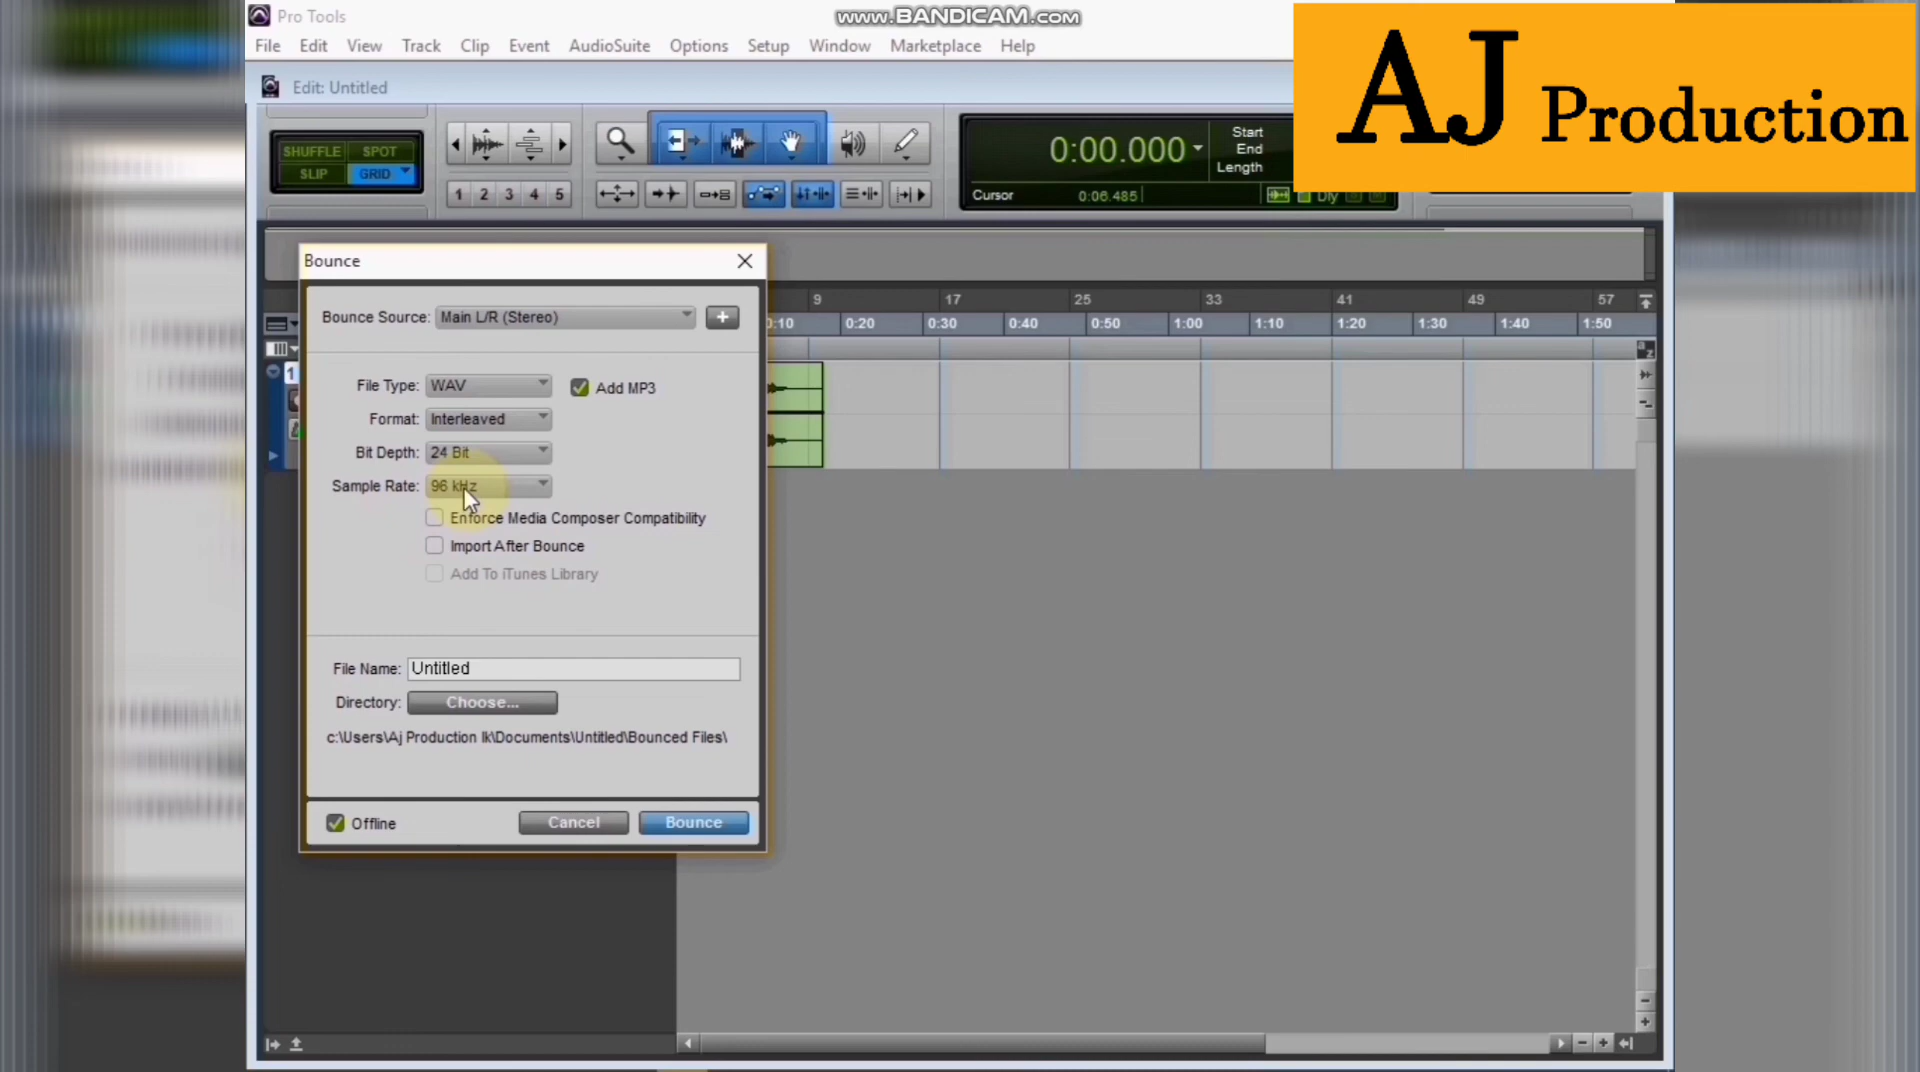 Pro Tools
www.BANDICAM.com
AJ Production
File Edit View Track Clip Event AudioSuite Options Setup Window Marketplace Help
Edit: Untitled
SHUFFLE SPOT
SLIP GRID
1 2 3 4 5
0:00.000
Start
End
Length
Cursor 0:06.485
Dly
Bounce
Bounce Source: Main L/R (Stereo)
9 17 25 33 41 49 57
0:10 0:20 0:30 0:40 0:50 1:00 1:10 1:20 1:30 1:40 1:50
a
z
1
File Type: WAV Add MP3
Format: Interleaved
Bit Depth: 24 Bit
Sample Rate: 96 kHz
Enforce Media Composer Compatibility
Import After Bounce
Add To iTunes Library
File Name: Untitled
Directory: Choose...
c:\Users\Aj Production lk\Documents\Untitled\Bounced Files\
Offline Cancel Bounce